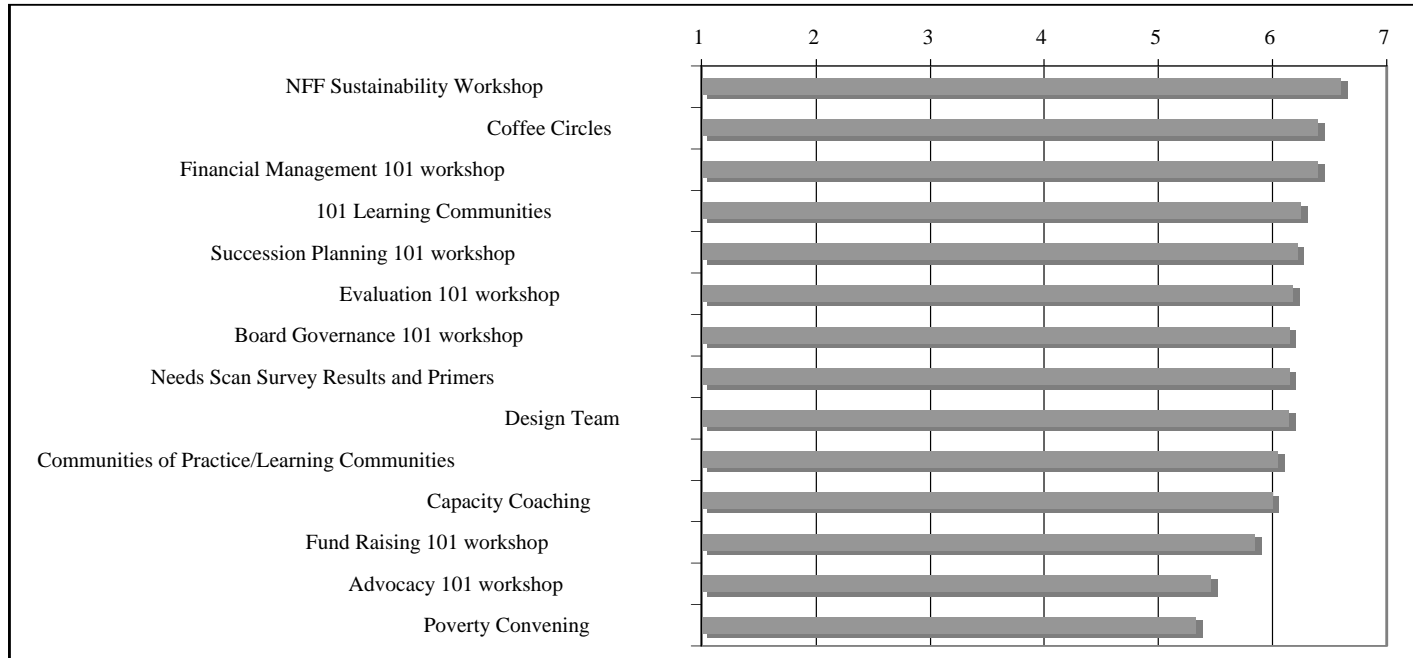 1 2 3 4 5 6 7
NFF Sustainability Workshop
Coffee Circles
Financial Management 101 workshop
101 Learning Communities
Succession Planning 101 workshop
Evaluation 101 workshop
Board Governance 101 workshop
Needs Scan Survey Results and Primers
Design Team
Communities of Practice/Learning Communities
Capacity Coaching
Fund Raising 101 workshop
Advocacy 101 workshop
Poverty Convening